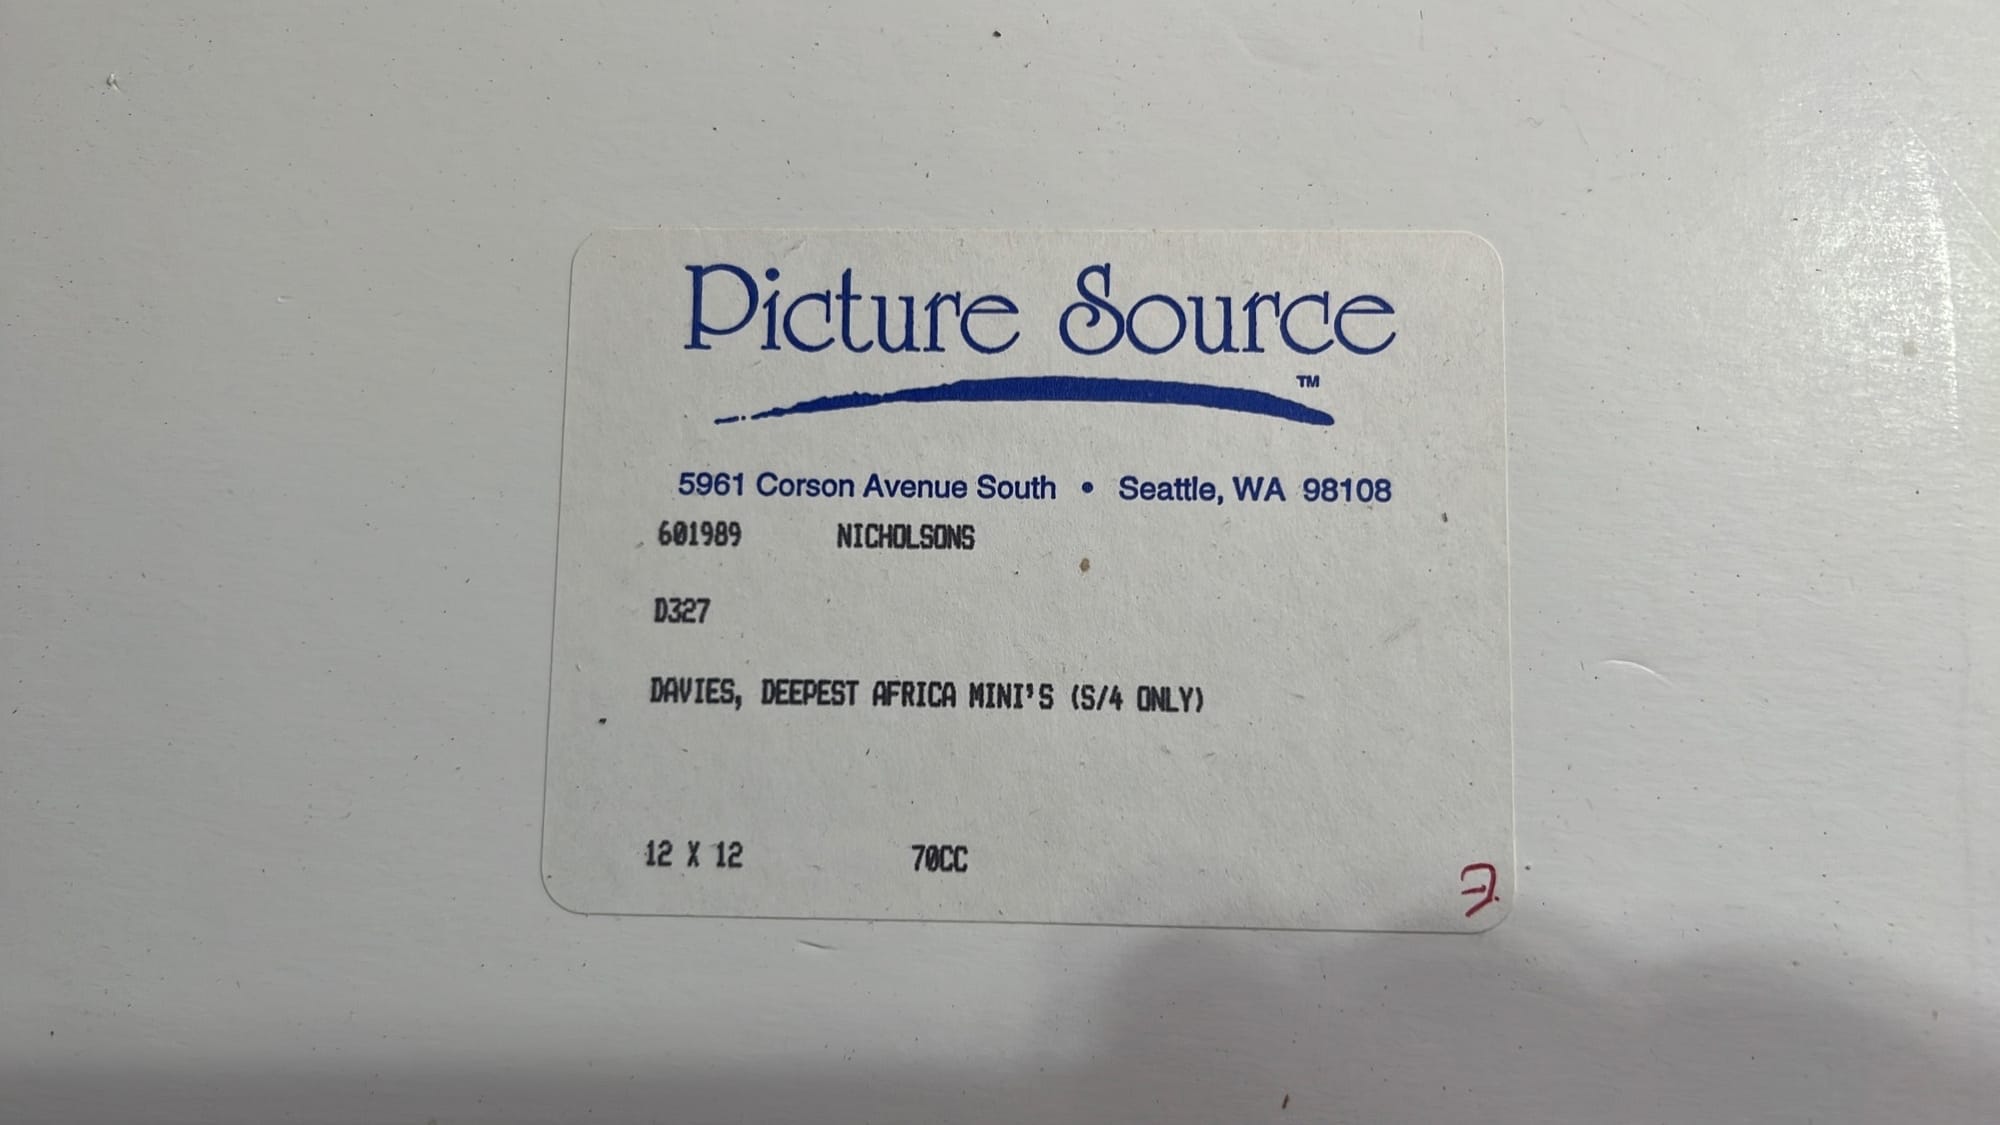 Picture Source
TM
5961 Corson Avenue South • Seattle, WA 98108
601989 NICHOLSONS
D327
DAVIES, DEEPEST AFRICA MINI'S (S/4 ONLY)
12 X 12 70CC